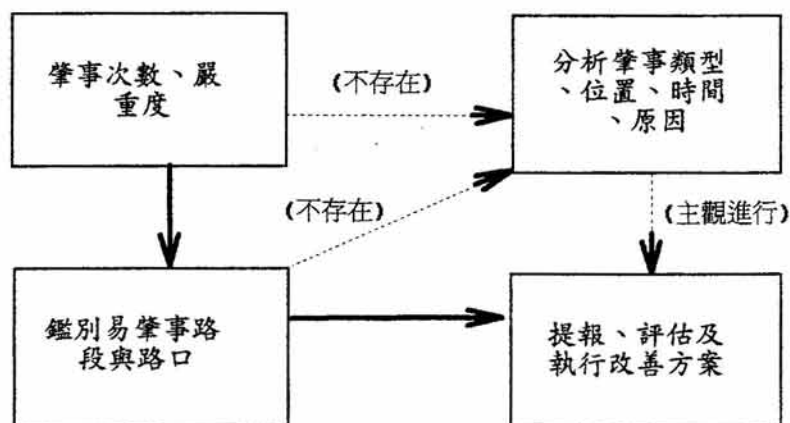 肇事次數、嚴
重度
(不存在)
分析肇事類型
、位置、時間
、原因
(不存在)
(主觀進行)
鑑別易肇事路
段與路口
提報、評估及
執行改善方案